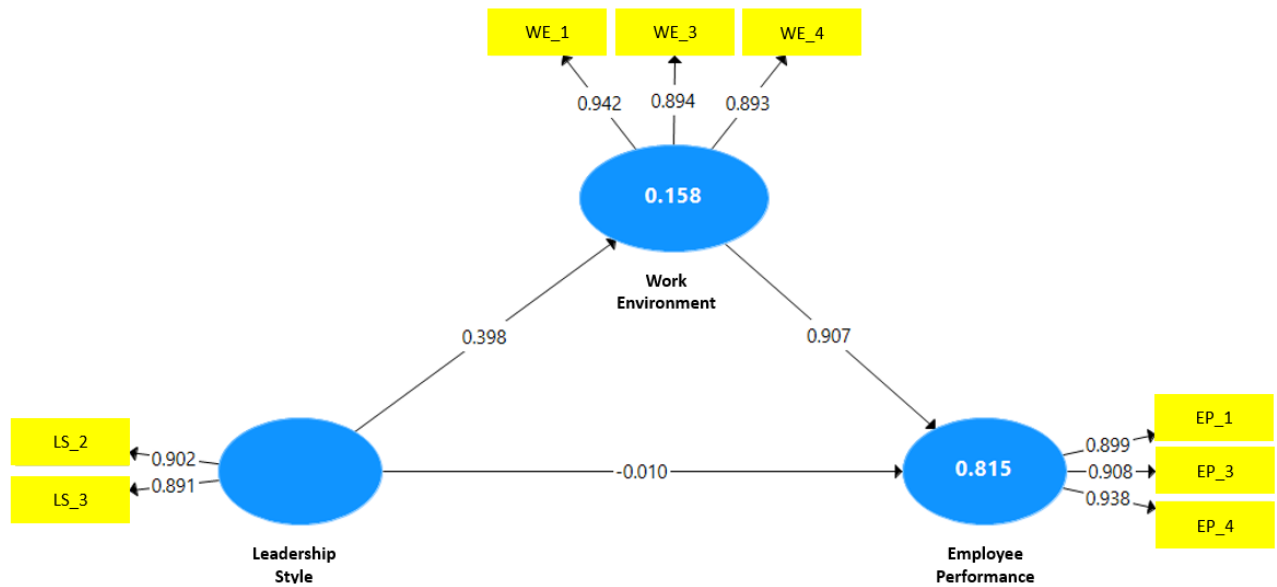 WE_1
WE_3
WE_4
0.942
0.894
0.893
0.158
Work
Environment
0.398
0.907
LS_2
LS_3
0.902
0.891
-0.010
0.815
EP_1
EP_3
EP_4
0.899
0.908
0.938
Leadership
Style
Employee
Performance